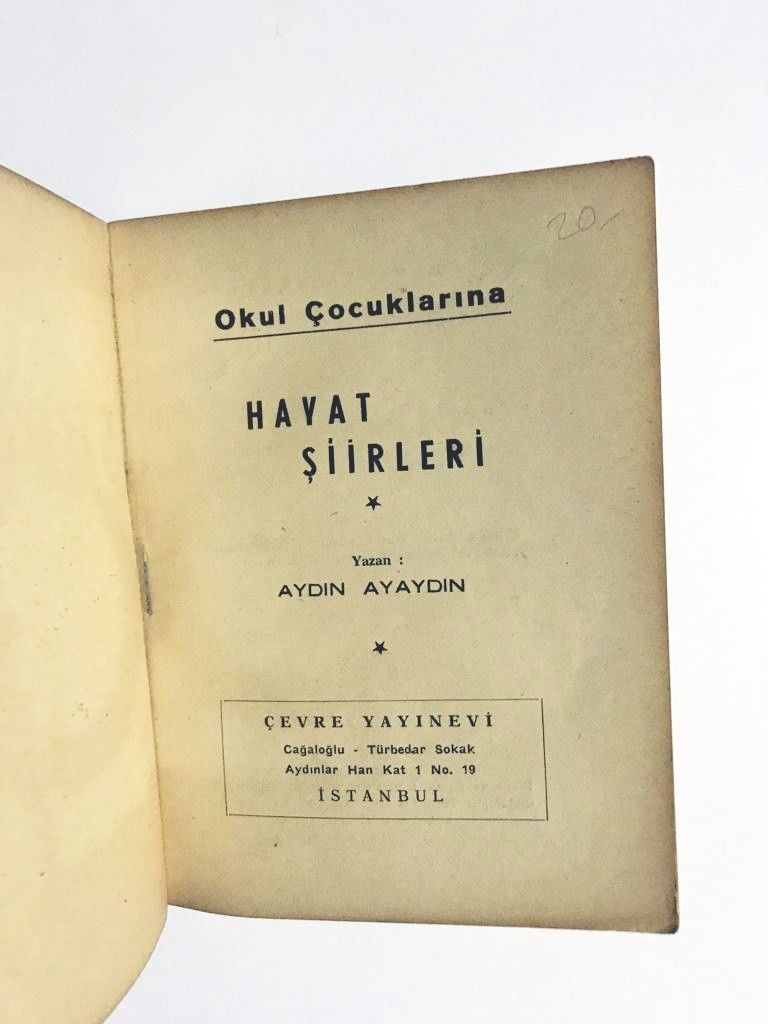 20.-
Okul Çocuklarına
HAYAT
ŞİİRLERİ
Yazan :
AYDIN AYAYDIN
ÇEVRE YAYINEVİ
Cağaloğlu - Türbedar Sokak
Aydınlar Han Kat 1 No. 19
İSTANBUL